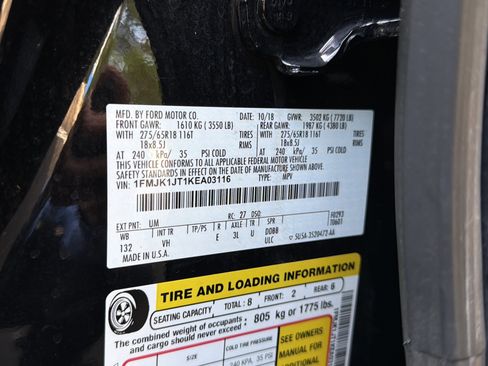 MFD. BY FORD MOTOR CO. 10/18 GVWR: 3502 KG ( 7720 LB)
FRONT GAWR: 1610 KG ( 3550 LB) REAR GAWR: 1987 KG ( 4380 LB)
WITH 275/65R18 116T TIRES WITH 275/65R18 116T TIRES
18x8.5J RIMS 18x8.5J RIMS
AT 240 kPa/ 35 PSI COLD AT 240 kPa/ 35 PSI COLD
THIS VEHICLE CONFORMS TO ALL APPLICABLE FEDERAL MOTOR VEHICLE
SAFETY STANDARDS IN EFFECT ON THE DATE OF MANUFACTURE SHOWN ABOVE.
VIN: 1FMJK1JT1KEA03116 TYPE: MPV
EXT PNT: UM RC: 27 DSO: F0293
WB INT TR TP/PS R AXLE TR SPR T0601
132 VH E 3L U DDBB
MADE IN U.S.A. ULC
TIRE AND LOADING INFORMATION
SEATING CAPACITY TOTAL: 8 FRONT: 2 REAR: 6
The combined weight of occupants and cargo should never exceed: 805 kg or 1775 lbs.
SIZE COLD TIRE PRESSURE SEE OWNERS
240 KPA, 35 PSI MANUAL FOR
ADDITIONAL